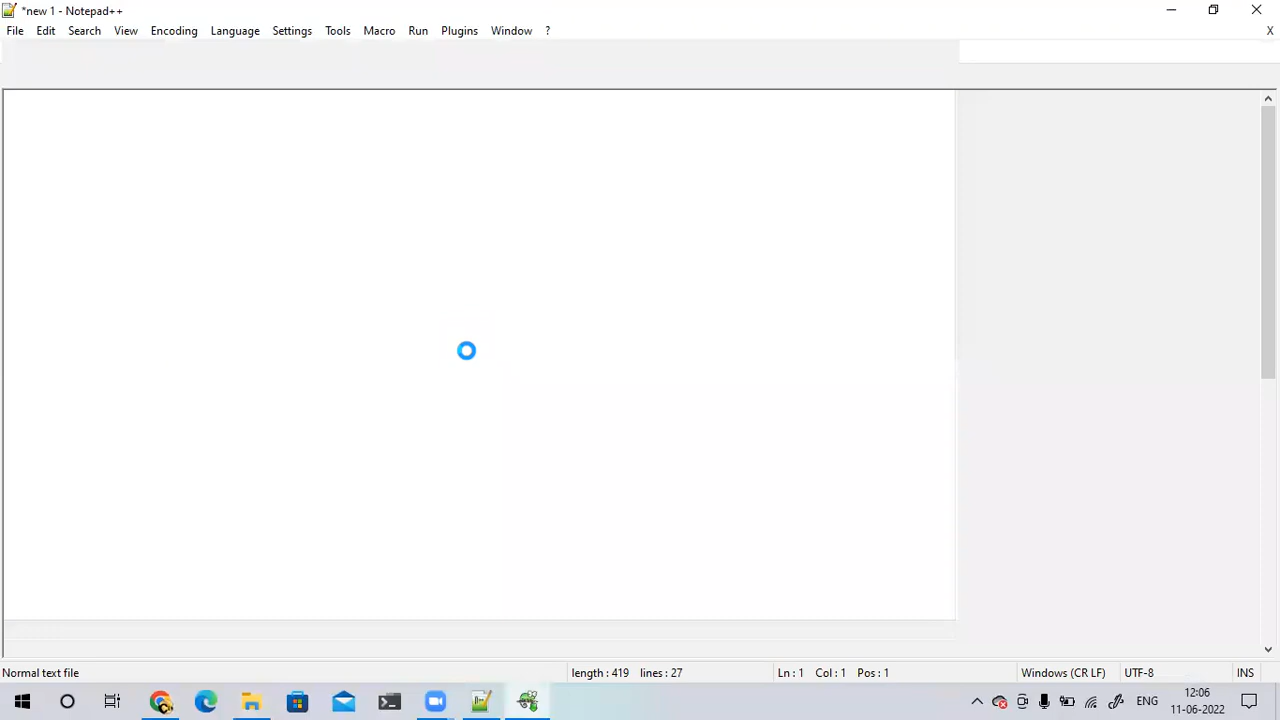 *new 1 - Notepad++
File Edit Search View Encoding Language Settings Tools Macro Run Plugins Window ? X
Normal text file length : 419 lines : 27 Ln : 1 Col : 1 Pos : 1 Windows (CR LF) UTF-8 INS
ENG 12:06
11-06-2022